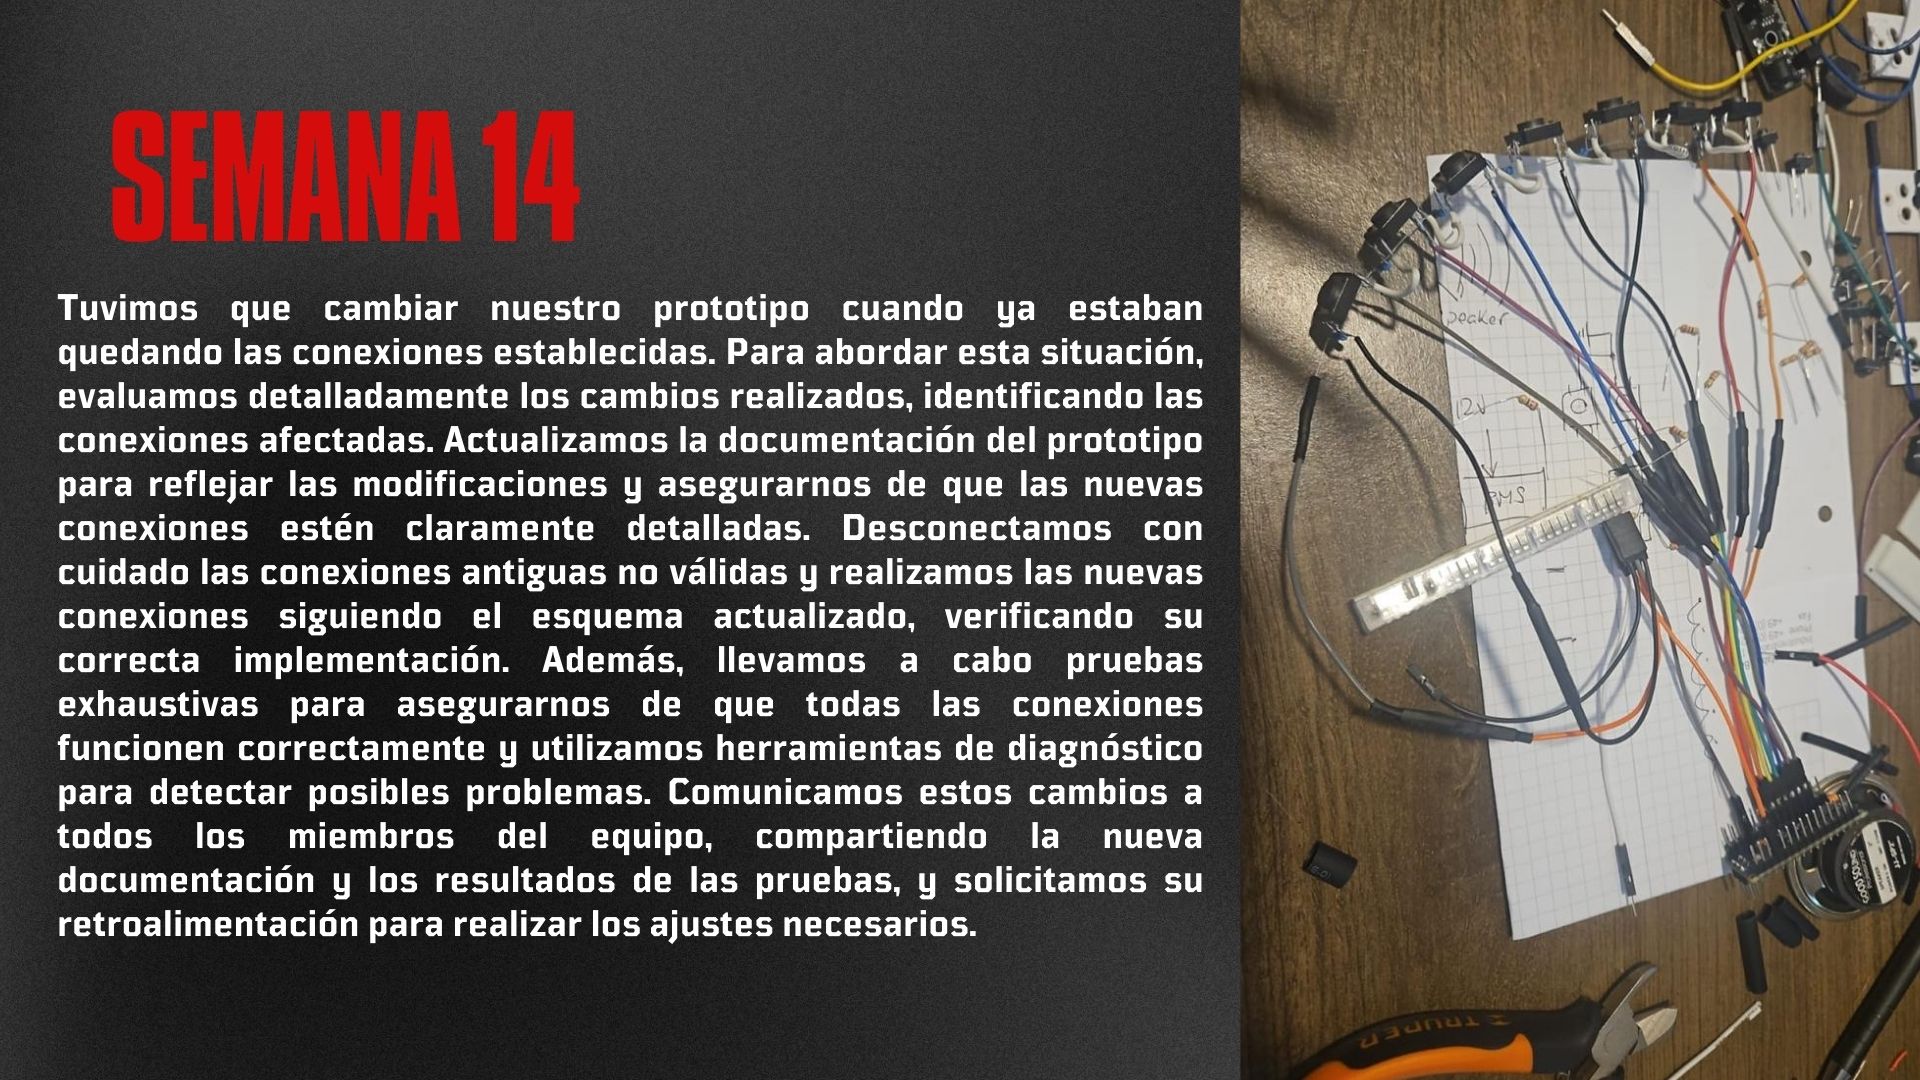 SEMANA 14
Tuvimos que cambiar nuestro prototipo cuando ya estaban
quedando las conexiones establecidas. Para abordar esta situación,
evaluamos detalladamente los cambios realizados, identificando las
conexiones afectadas. Actualizamos la documentación del prototipo
para reflejar las modificaciones y asegurarnos de que las nuevas
conexiones estén claramente detalladas. Desconectamos con
cuidado las conexiones antiguas no válidas y realizamos las nuevas
conexiones siguiendo el esquema actualizado, verificando su
correcta implementación. Además, llevamos a cabo pruebas
exhaustivas para asegurarnos de que todas las conexiones
funcionen correctamente y utilizamos herramientas de diagnóstico
para detectar posibles problemas. Comunicamos estos cambios a
todos los miembros del equipo, compartiendo la nueva
documentación y los resultados de las pruebas, y solicitamos su
retroalimentación para realizar los ajustes necesarios.
peaker
12v
BMS
GOOD SOUND
TRUPER